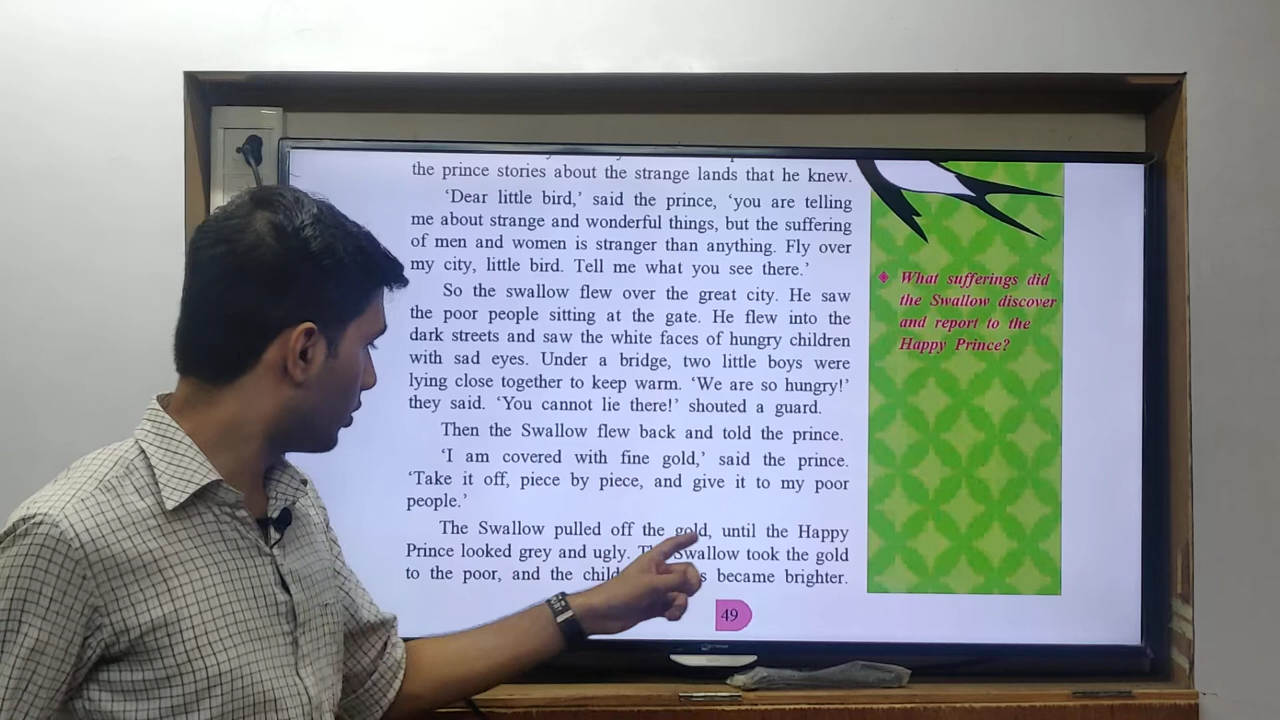 the prince stories about the strange lands that he knew.
‘Dear little bird,’ said the prince, ‘you are telling
me about strange and wonderful things, but the suffering
of men and women is stranger than anything. Fly over
my city, little bird. Tell me what you see there.’
So the swallow flew over the great city. He saw
the poor people sitting at the gate. He flew into the
dark streets and saw the white faces of hungry children
with sad eyes. Under a bridge, two little boys were
lying close together to keep warm. ‘We are so hungry!’
they said. ‘You cannot lie there!’ shouted a guard.
Then the Swallow flew back and told the prince.
‘I am covered with fine gold,’ said the prince.
‘Take it off, piece by piece, and give it to my poor
people.’
The Swallow pulled off the gold, until the Happy
Prince looked grey and ugly. Swallow took the gold
to the poor, and the became brighter.
49
What sufferings did
the Swallow discover
and report to the
Happy Prince?